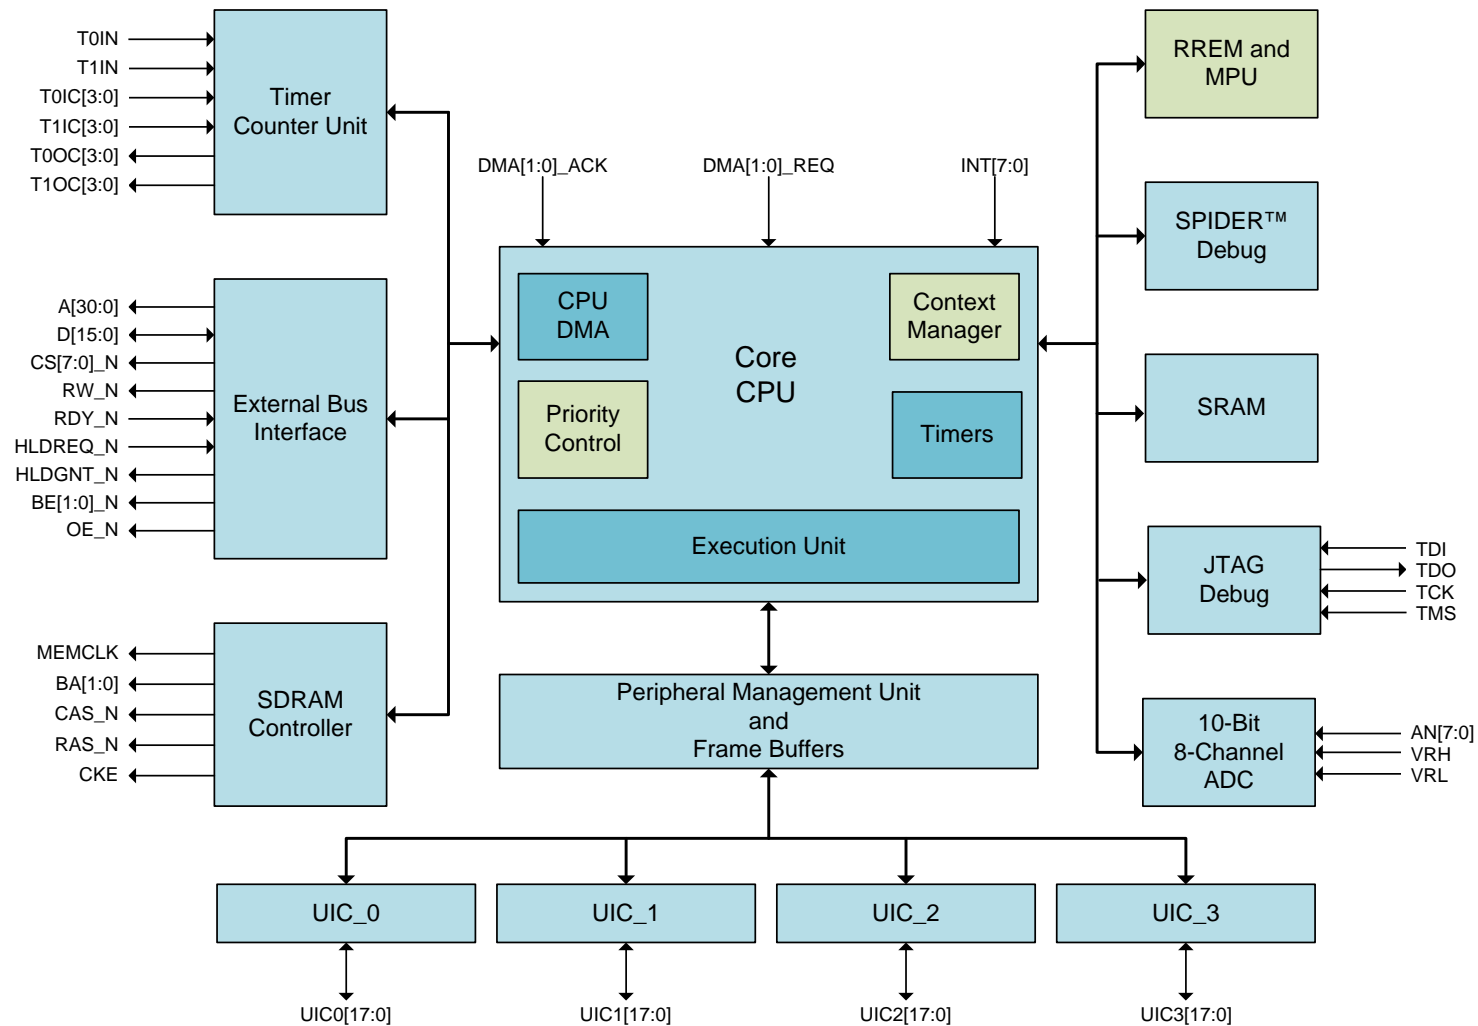 T0IN
T1IN
T0IC[3:0]
T1IC[3:0]
T0OC[3:0]
T1OC[3:0]
Timer
Counter Unit
A[30:0]
D[15:0]
CS[7:0]_N
RW_N
RDY_N
HLDREQ_N
HLDGNT_N
BE[1:0]_N
OE_N
External Bus
Interface
MEMCLK
BA[1:0]
CAS_N
RAS_N
CKE
SDRAM
Controller
DMA[1:0]_ACK
DMA[1:0]_REQ
INT[7:0]
CPU
DMA
Context
Manager
Core
CPU
Priority
Control
Timers
Execution Unit
Peripheral Management Unit
and
Frame Buffers
RREM and
MPU
SPIDER™
Debug
SRAM
JTAG
Debug
TDI
TDO
TCK
TMS
10-Bit
8-Channel
ADC
AN[7:0]
VRH
VRL
UIC_0
UIC_1
UIC_2
UIC_3
UIC0[17:0]
UIC1[17:0]
UIC2[17:0]
UIC3[17:0]